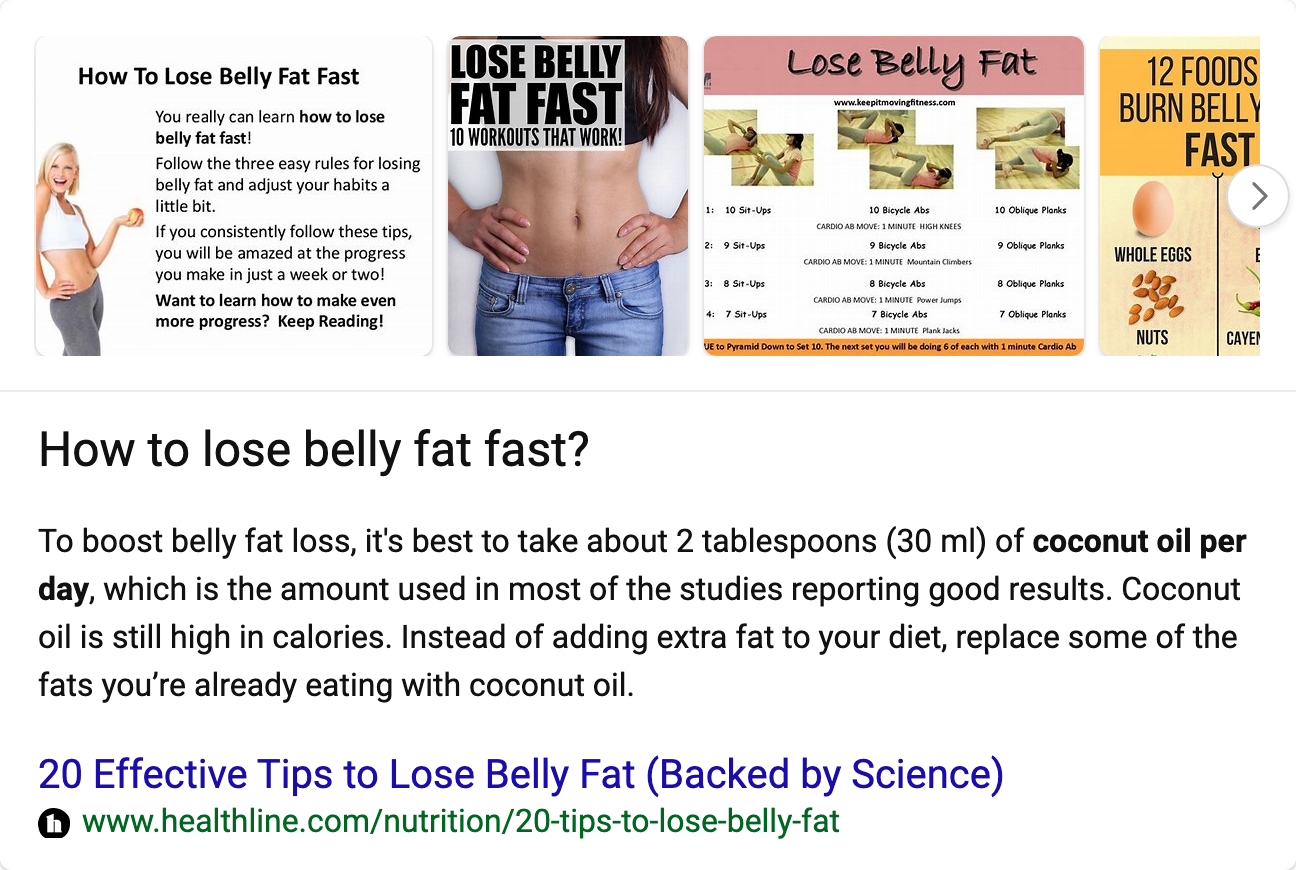 How To Lose Belly Fat Fast
You really can learn how to lose
belly fat fast!
Follow the three easy rules for losing
belly fat and adjust your habits a
little bit.
If you consistently follow these tips,
you will be amazed at the progress
you make in just a week or two!
Want to learn how to make even
more progress? Keep Reading!
LOSE BELLY
FAT FAST
10 WORKOUTS THAT WORK!
Lose Belly Fat
www.keepitmovingfitness.com
1: 10 Sit-Ups 10 Bicycle Abs 10 Oblique Planks
CARDIO AB MOVE: 1 MINUTE HIGH KNEES
2: 9 Sit-Ups 9 Bicycle Abs 9 Oblique Planks
CARDIO AB MOVE: 1 MINUTE Mountain Climbers
3: 8 Sit-Ups 8 Bicycle Abs 8 Oblique Planks
CARDIO AB MOVE: 1 MINUTE Power Jumps
4: 7 Sit-Ups 7 Bicycle Abs 7 Oblique Planks
CARDIO AB MOVE: 1 MINUTE Plank Jacks
UE to Pyramid Down to Set 10. The next set you will be doing 6 of each with 1 minute Cardio Ab
12 FOODS
BURN BELLY
FAST
WHOLE EGGS
NUTS
How to lose belly fat fast?
To boost belly fat loss, it's best to take about 2 tablespoons (30 ml) of coconut oil per
day, which is the amount used in most of the studies reporting good results. Coconut
oil is still high in calories. Instead of adding extra fat to your diet, replace some of the
fats you’re already eating with coconut oil.
20 Effective Tips to Lose Belly Fat (Backed by Science)
h www.healthline.com/nutrition/20-tips-to-lose-belly-fat